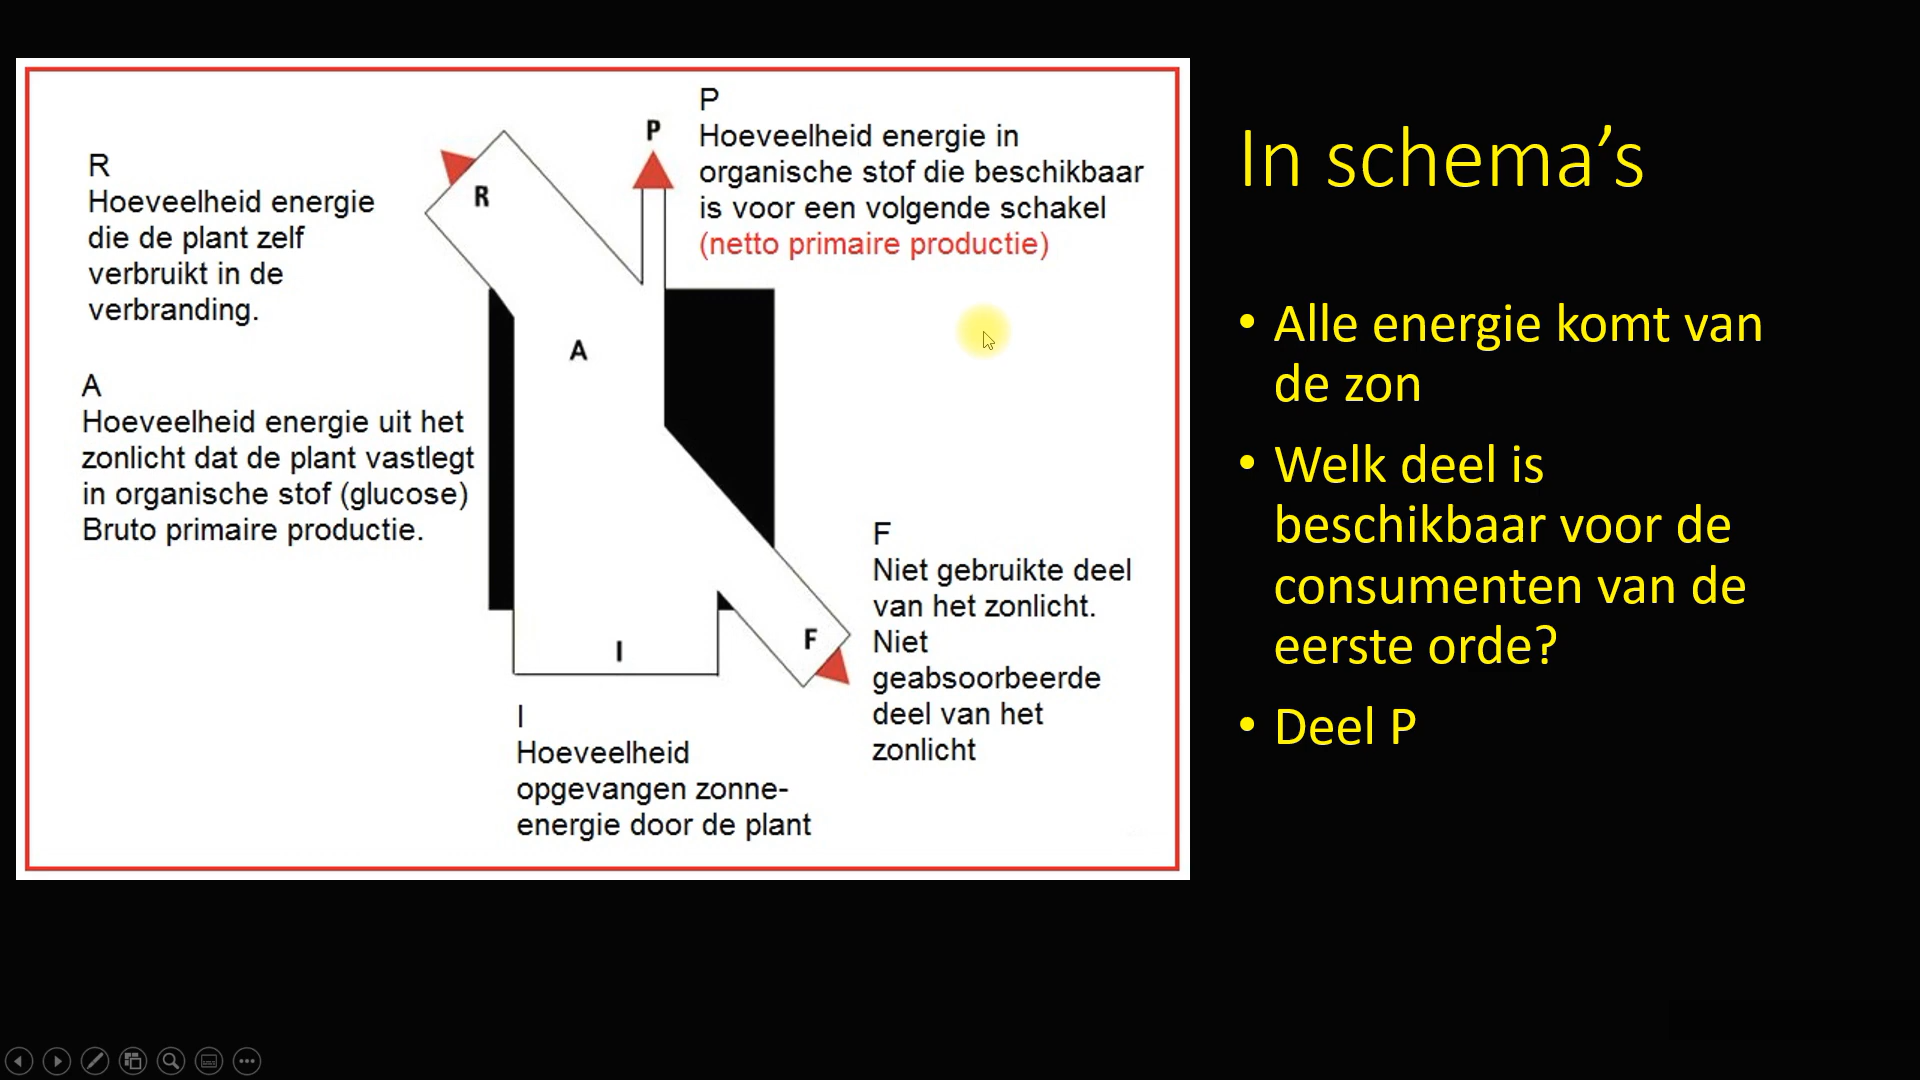 R
Hoeveelheid energie
die de plant zelf
verbruikt in de
verbranding.
A
Hoeveelheid energie uit het
zonlicht dat de plant vastlegt
in organische stof (glucose)
Bruto primaire productie.
R
P
A
I
F
P
Hoeveelheid energie in
organische stof die beschikbaar
is voor een volgende schakel
(netto primaire productie)
F
Niet gebruikte deel
van het zonlicht.
Niet
geabsoorbeerde
deel van het
zonlicht
I
Hoeveelheid
opgevangen zonne-
energie door de plant
In schema’s
• Alle energie komt van
de zon
• Welk deel is
beschikbaar voor de
consumenten van de
eerste orde?
• Deel P